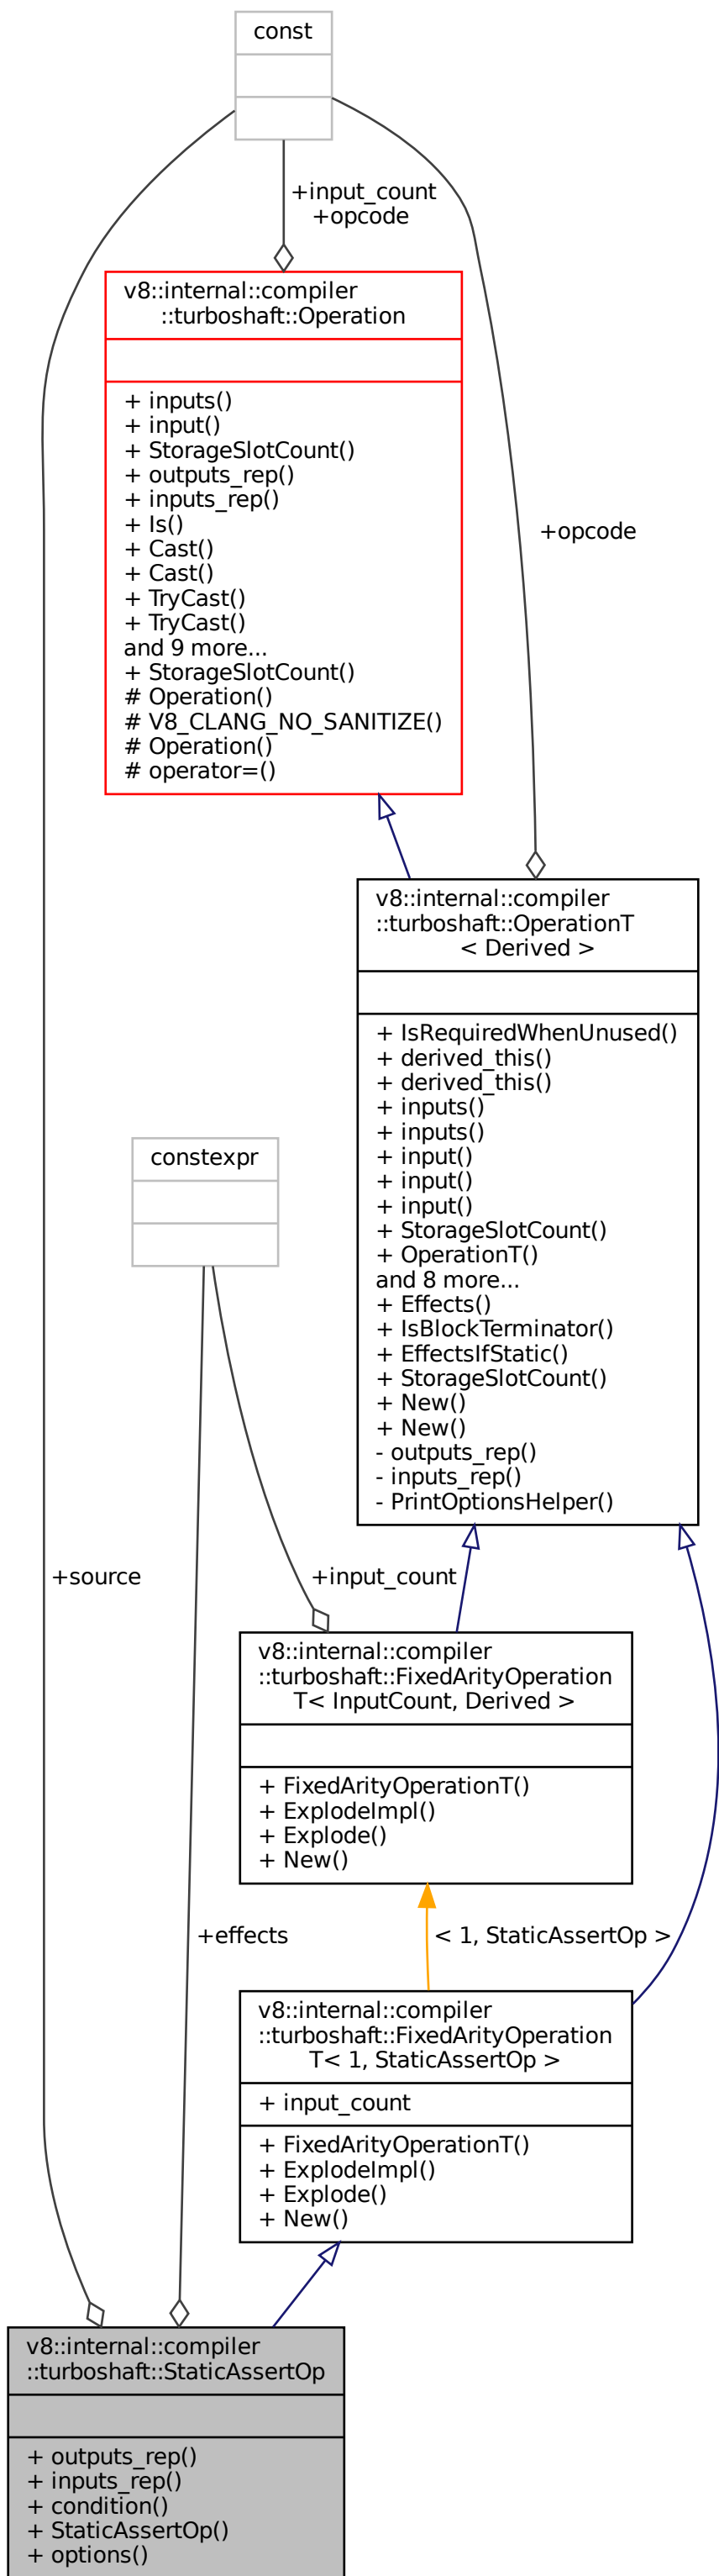 const
+input_count
+opcode
v8::internal::compiler
::turboshaft::Operation
+ inputs()
+ input()
+ StorageSlotCount()
+ outputs_rep()
+ inputs_rep()
+ Is()
+ Cast()
+ Cast()
+ TryCast()
+ TryCast()
and 9 more...
+ StorageSlotCount()
# Operation()
# V8_CLANG_NO_SANITIZE()
# Operation()
# operator=()
+opcode
v8::internal::compiler
::turboshaft::OperationT
< Derived >
+ IsRequiredWhenUnused()
+ derived_this()
+ derived_this()
+ inputs()
+ inputs()
+ input()
+ input()
+ input()
+ StorageSlotCount()
+ OperationT()
and 8 more...
+ Effects()
+ IsBlockTerminator()
+ EffectsIfStatic()
+ StorageSlotCount()
+ New()
+ New()
- outputs_rep()
- inputs_rep()
- PrintOptionsHelper()
constexpr
+source
+input_count
v8::internal::compiler
::turboshaft::FixedArityOperation
T< InputCount, Derived >
+ FixedArityOperationT()
+ ExplodeImpl()
+ Explode()
+ New()
+effects
< 1, StaticAssertOp >
v8::internal::compiler
::turboshaft::FixedArityOperation
T< 1, StaticAssertOp >
+ input_count
+ FixedArityOperationT()
+ ExplodeImpl()
+ Explode()
+ New()
v8::internal::compiler
::turboshaft::StaticAssertOp
+ outputs_rep()
+ inputs_rep()
+ condition()
+ StaticAssertOp()
+ options()